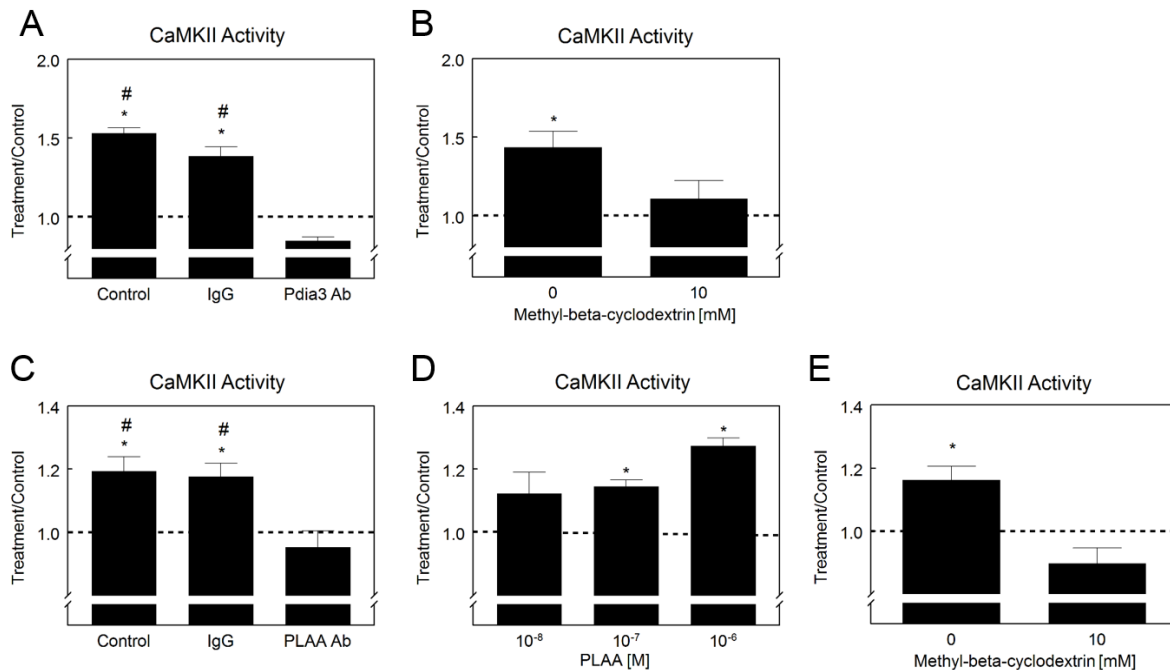 A
CaMKII Activity
Treatment/Control
2.0
1.5
1.0
#
*
#
*
Control IgG Pdia3 Ab
B
CaMKII Activity
Treatment/Control
2.0
1.5
1.0
*
0 10
Methyl-beta-cyclodextrin [mM]
C
CaMKII Activity
Treatment/Control
1.4
1.2
1.0
#
*
#
*
Control IgG PLAA Ab
D
CaMKII Activity
Treatment/Control
1.4
1.2
1.0
*
*
10⁻⁸ 10⁻⁷ 10⁻⁶
PLAA [M]
E
CaMKII Activity
Treatment/Control
1.4
1.2
1.0
*
0 10
Methyl-beta-cyclodextrin [mM]